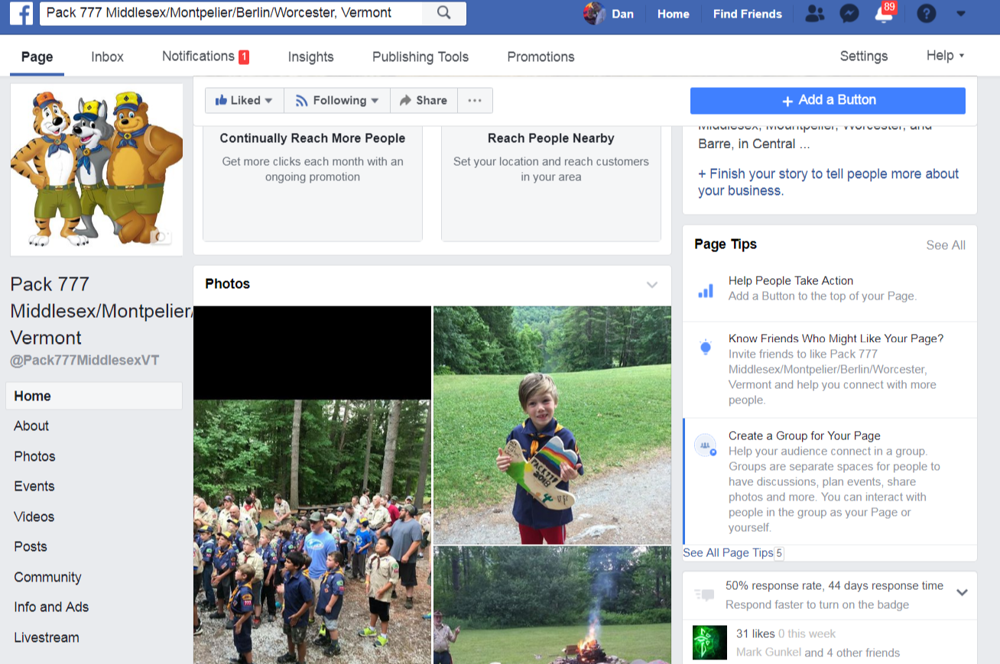 Pack 777 Middlesex/Montpelier/Berlin/Worcester, Vermont
Dan
Home
Find Friends
89
Page
Inbox
Notifications 1
Insights
Publishing Tools
Promotions
Settings
Help
Liked
Following
Share
+ Add a Button
Continually Reach More People
Get more clicks each month with an
ongoing promotion
Reach People Nearby
Set your location and reach customers
in your area
Middlesex, Mountpelier, Worcester, and
Barre, in Central ...
+ Finish your story to tell people more about
your business.
Pack 777
Middlesex/Montpelier/
Vermont
@Pack777MiddlesexVT
Home
About
Photos
Events
Videos
Posts
Community
Info and Ads
Livestream
Photos
PACK 777
2018
Page Tips
See All
Help People Take Action
Add a Button to the top of your Page.
Know Friends Who Might Like Your Page?
Invite friends to like Pack 777
Middlesex/Montpelier/Berlin/Worcester,
Vermont and help you connect with more
people.
Create a Group for Your Page
Help your audience connect in a group.
Groups are separate spaces for people to
have discussions, plan events, share
photos and more. You can interact with
people in the group as your Page or
yourself.
See All Page Tips 5
50% response rate, 44 days response time
Respond faster to turn on the badge
31 likes 0 this week
Mark Gunkel and 4 other friends